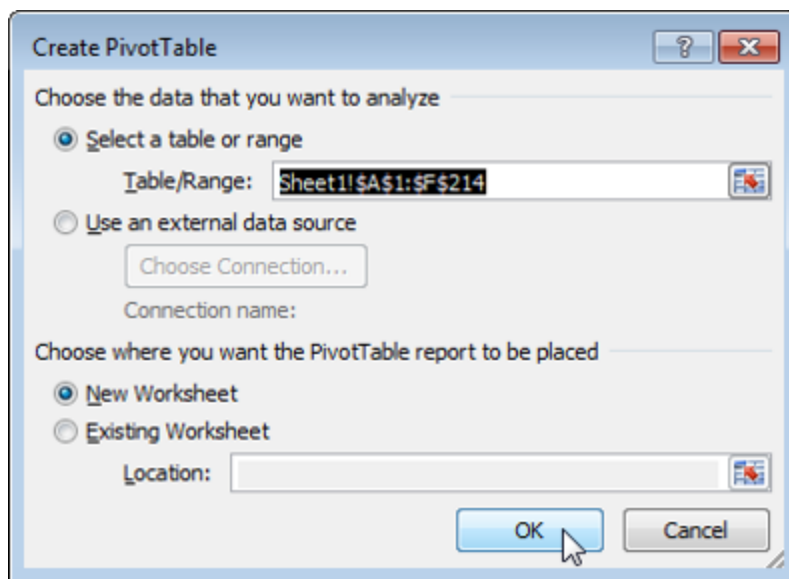 Create PivotTable
Choose the data that you want to analyze
Select a table or range
Table/Range: Sheet1!$A$1:$F$214
Use an external data source
Choose Connection...
Connection name:
Choose where you want the PivotTable report to be placed
New Worksheet
Existing Worksheet
Location:
OK Cancel